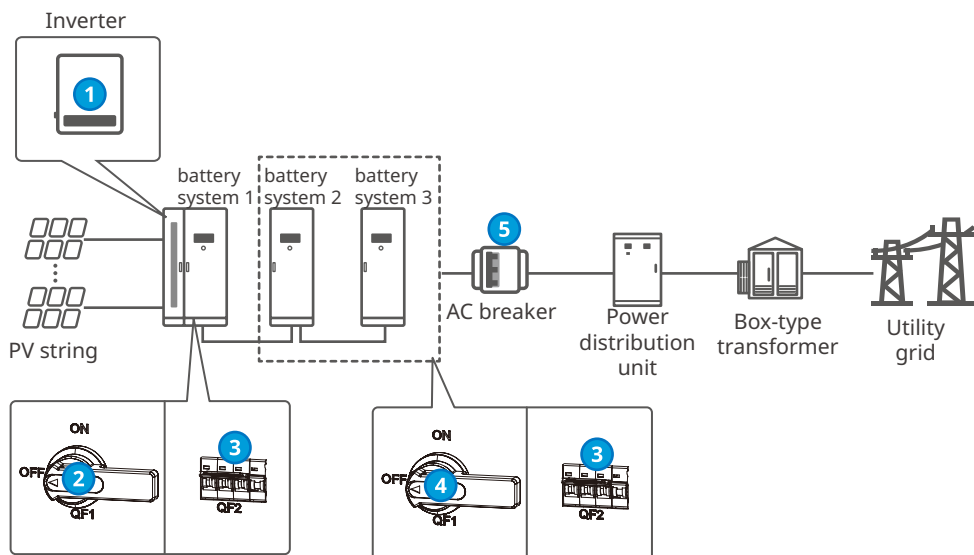 Inverter
1
battery
system 1
battery
system 2
battery
system 3
5
PV string
AC breaker
Power
distribution
unit
Box-type
transformer
Utility
grid
ON
OFF
2
QF1
3
QF2
ON
OFF
4
QF1
3
QF2